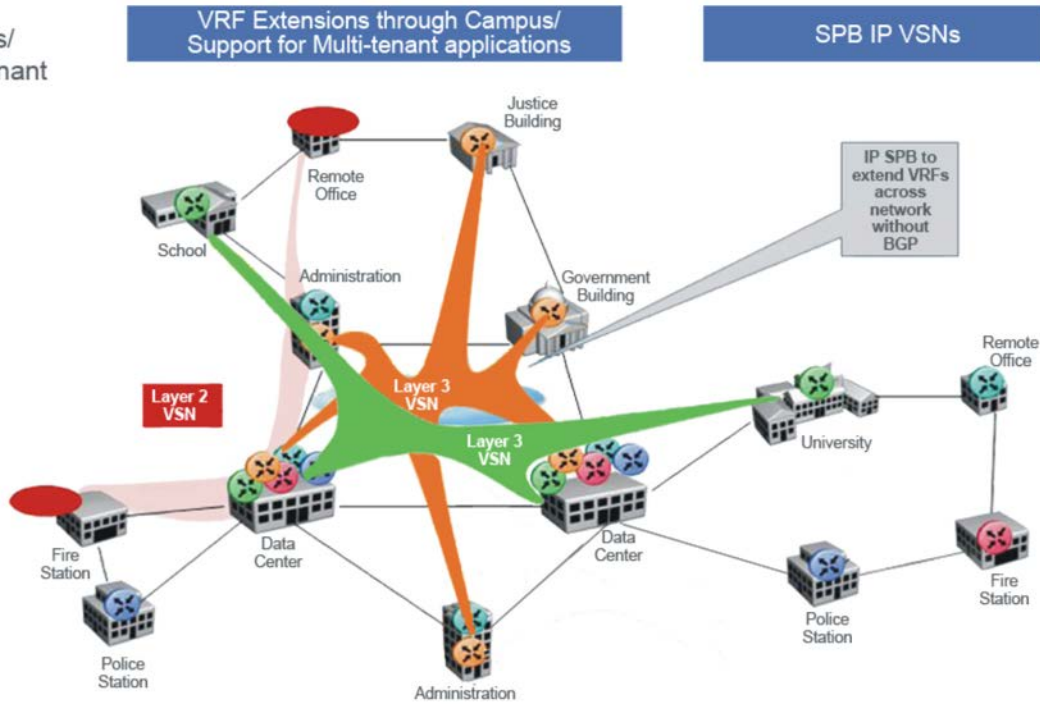 s/
nant
VRF Extensions through Campus/
Support for Multi-tenant applications
SPB IP VSNs
Justice
Building
Remote
Office
IP SPB to
extend VRFs
across
network
without
BGP
School
Administration
Government
Building
Remote
Office
Layer 2
VSN
Layer 3
VSN
Layer 3
VSN
University
Fire
Station
Data
Center
Data
Center
Fire
Station
Police
Station
Police
Station
Administration